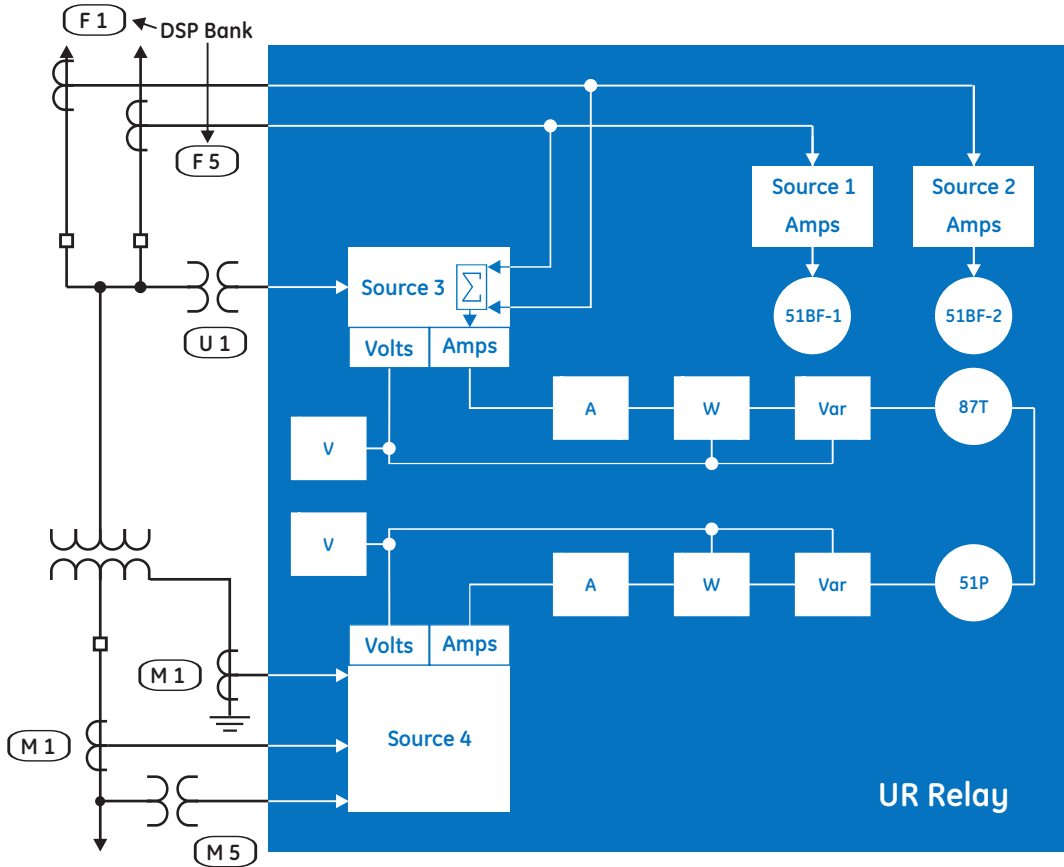 F 1
DSP Bank
F 5
Source 1
Amps
Source 2
Amps
Source 3
Σ
U 1
51BF-1
51BF-2
Volts
Amps
A
W
Var
87T
V
V
A
W
Var
51P
Volts
Amps
M 1
Source 4
M 1
UR Relay
M 5